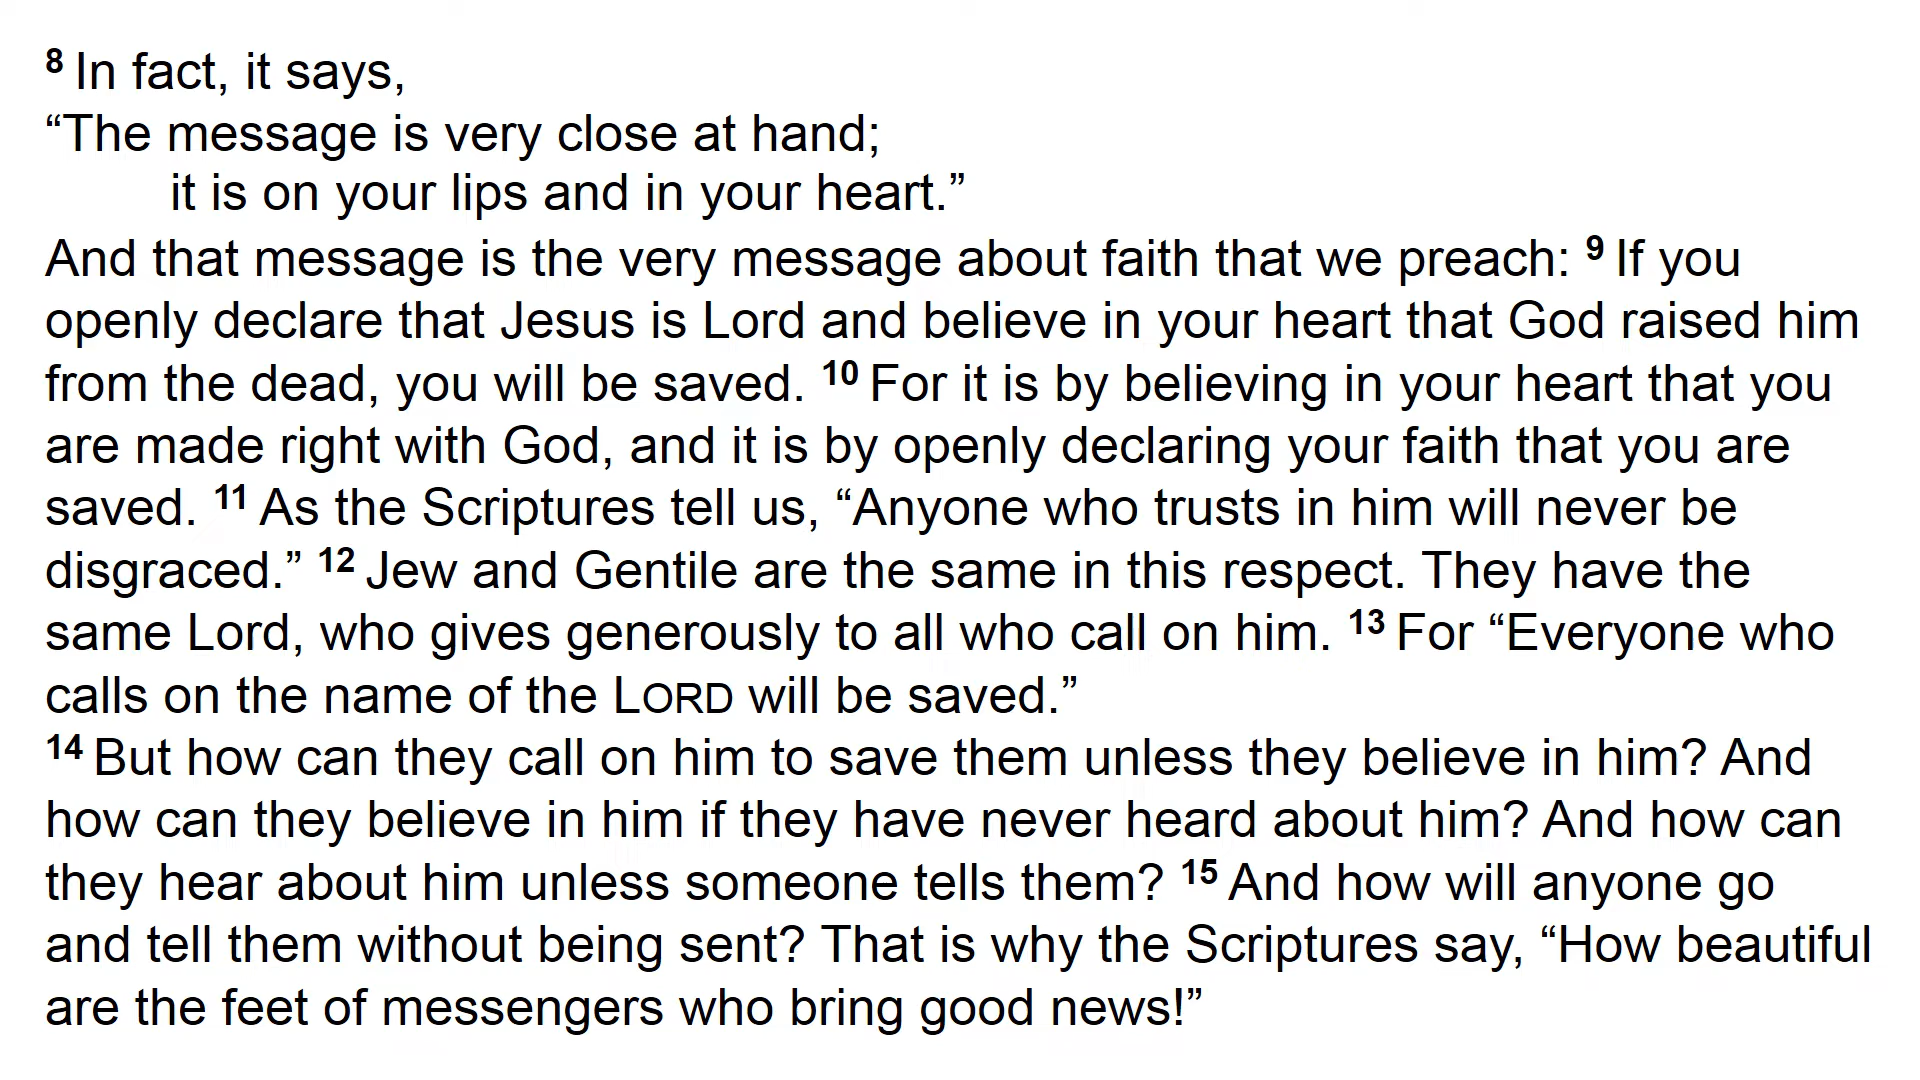 8 In fact, it says,
“The message is very close at hand;
it is on your lips and in your heart.”
And that message is the very message about faith that we preach: 9 If you
openly declare that Jesus is Lord and believe in your heart that God raised him
from the dead, you will be saved. 10 For it is by believing in your heart that you
are made right with God, and it is by openly declaring your faith that you are
saved. 11 As the Scriptures tell us, “Anyone who trusts in him will never be
disgraced.” 12 Jew and Gentile are the same in this respect. They have the
same Lord, who gives generously to all who call on him. 13 For “Everyone who
calls on the name of the LORD will be saved.”
14 But how can they call on him to save them unless they believe in him? And
how can they believe in him if they have never heard about him? And how can
they hear about him unless someone tells them? 15 And how will anyone go
and tell them without being sent? That is why the Scriptures say, “How beautiful
are the feet of messengers who bring good news!”